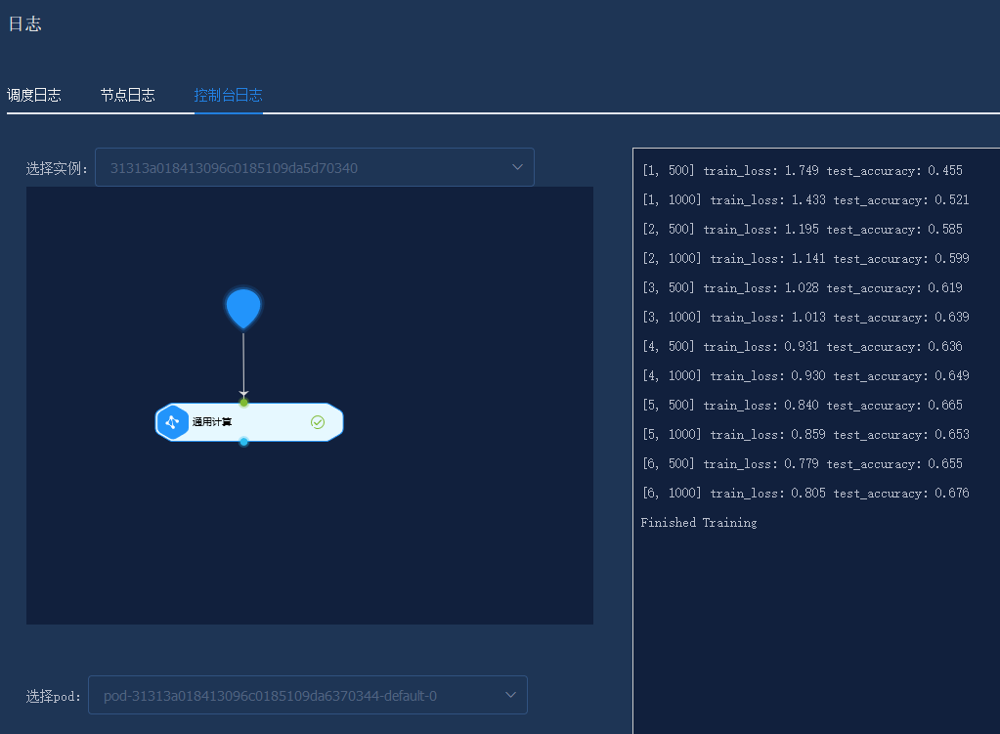 日志
调度日志 节点日志 控制台日志
选择实例: 31313a018413096c0185109da5d70340
通用计算
选择pod: pod-31313a018413096c0185109da6370344-default-0
[1, 500] train_loss: 1.749 test_accuracy: 0.455
[1, 1000] train_loss: 1.433 test_accuracy: 0.521
[2, 500] train_loss: 1.195 test_accuracy: 0.585
[2, 1000] train_loss: 1.141 test_accuracy: 0.599
[3, 500] train_loss: 1.028 test_accuracy: 0.619
[3, 1000] train_loss: 1.013 test_accuracy: 0.639
[4, 500] train_loss: 0.931 test_accuracy: 0.636
[4, 1000] train_loss: 0.930 test_accuracy: 0.649
[5, 500] train_loss: 0.840 test_accuracy: 0.665
[5, 1000] train_loss: 0.859 test_accuracy: 0.653
[6, 500] train_loss: 0.779 test_accuracy: 0.655
[6, 1000] train_loss: 0.805 test_accuracy: 0.676
Finished Training